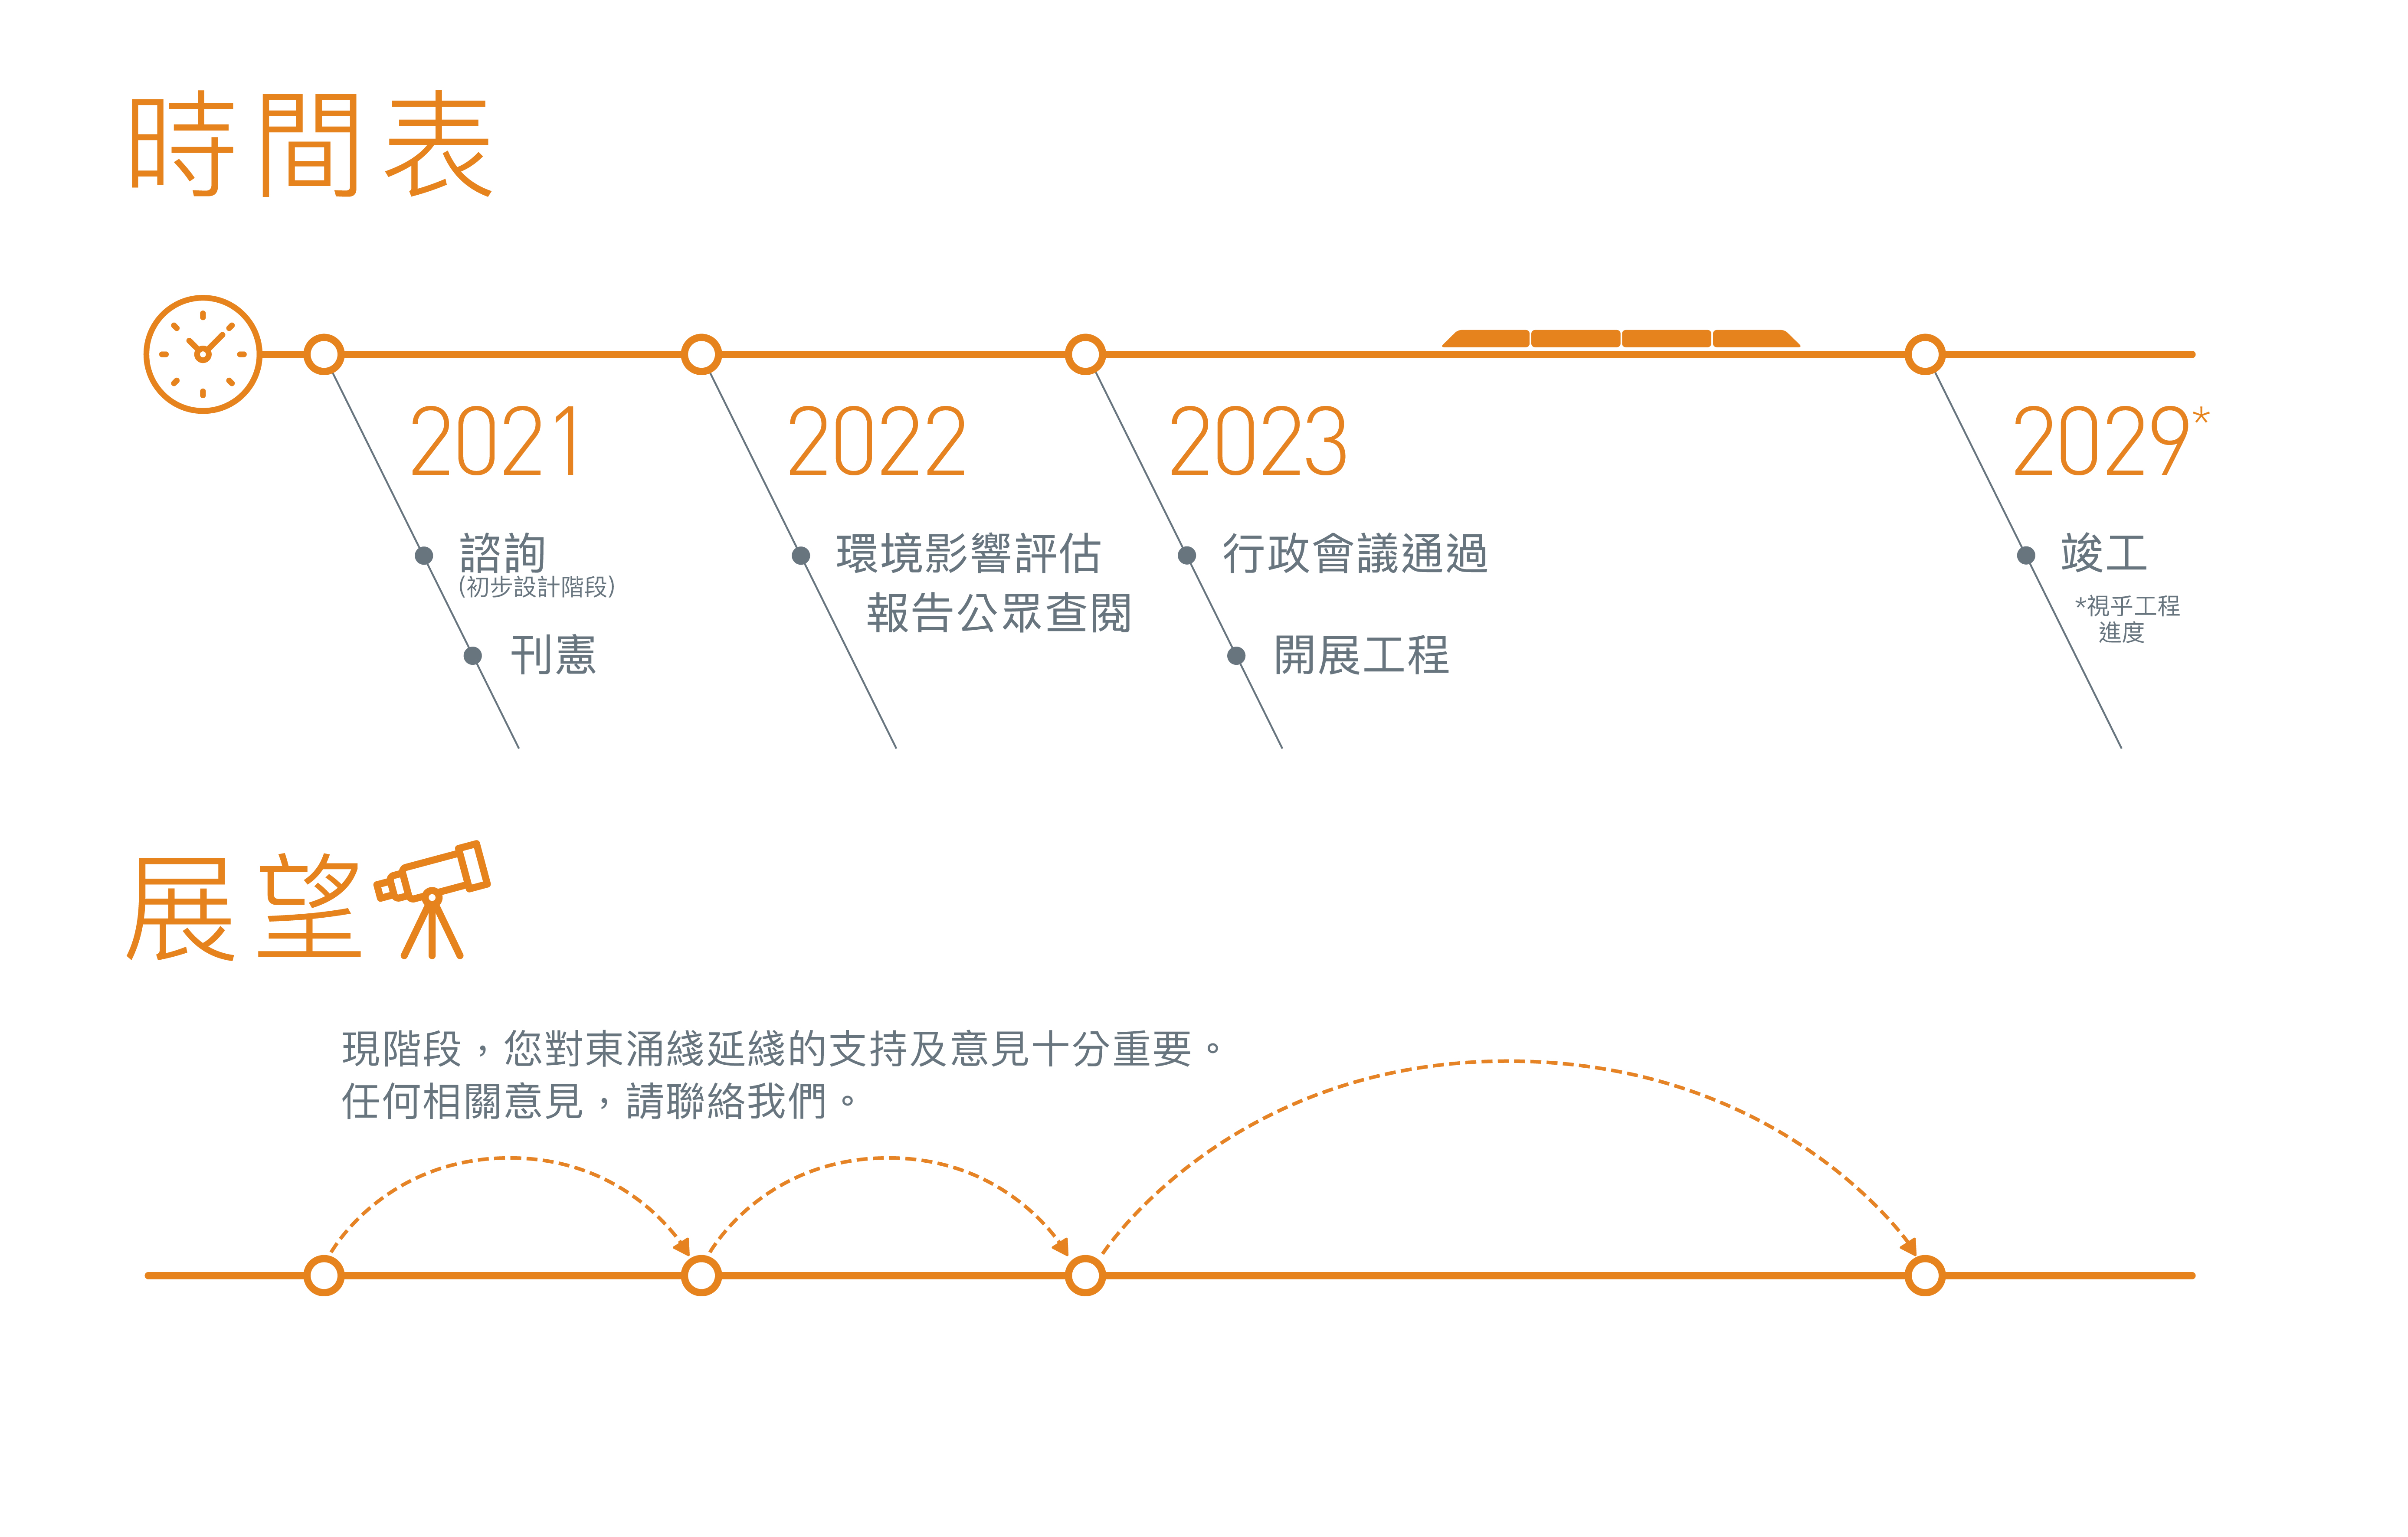 時間表
2021
諮詢
(初步設計階段)
刊憲
2022
環境影響評估
報告公眾查閱
2023
行政會議通過
開展工程
2029*
竣工
*視乎工程
進度
展望
現階段，您對東涌綫延綫的支持及意見十分重要。
任何相關意見，請聯絡我們。